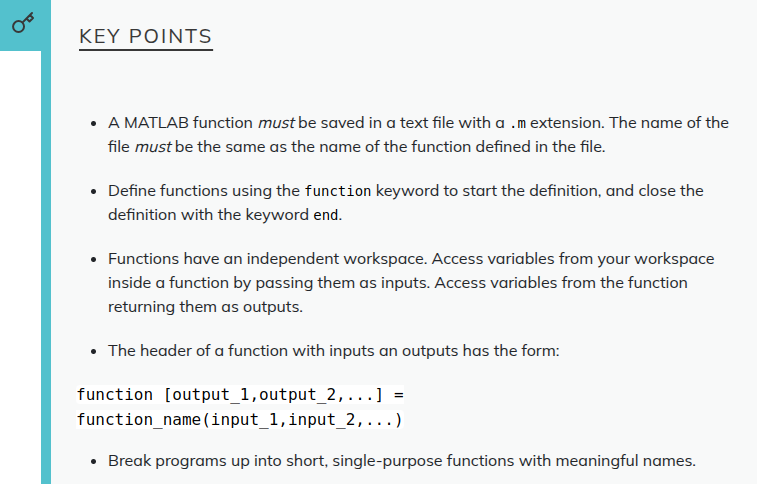 KEY POINTS
• A MATLAB function must be saved in a text file with a .m extension. The name of the
file must be the same as the name of the function defined in the file.
• Define functions using the function keyword to start the definition, and close the
definition with the keyword end.
• Functions have an independent workspace. Access variables from your workspace
inside a function by passing them as inputs. Access variables from the function
returning them as outputs.
• The header of a function with inputs an outputs has the form:
function [output_1,output_2,...] =
function_name(input_1,input_2,...)
• Break programs up into short, single-purpose functions with meaningful names.